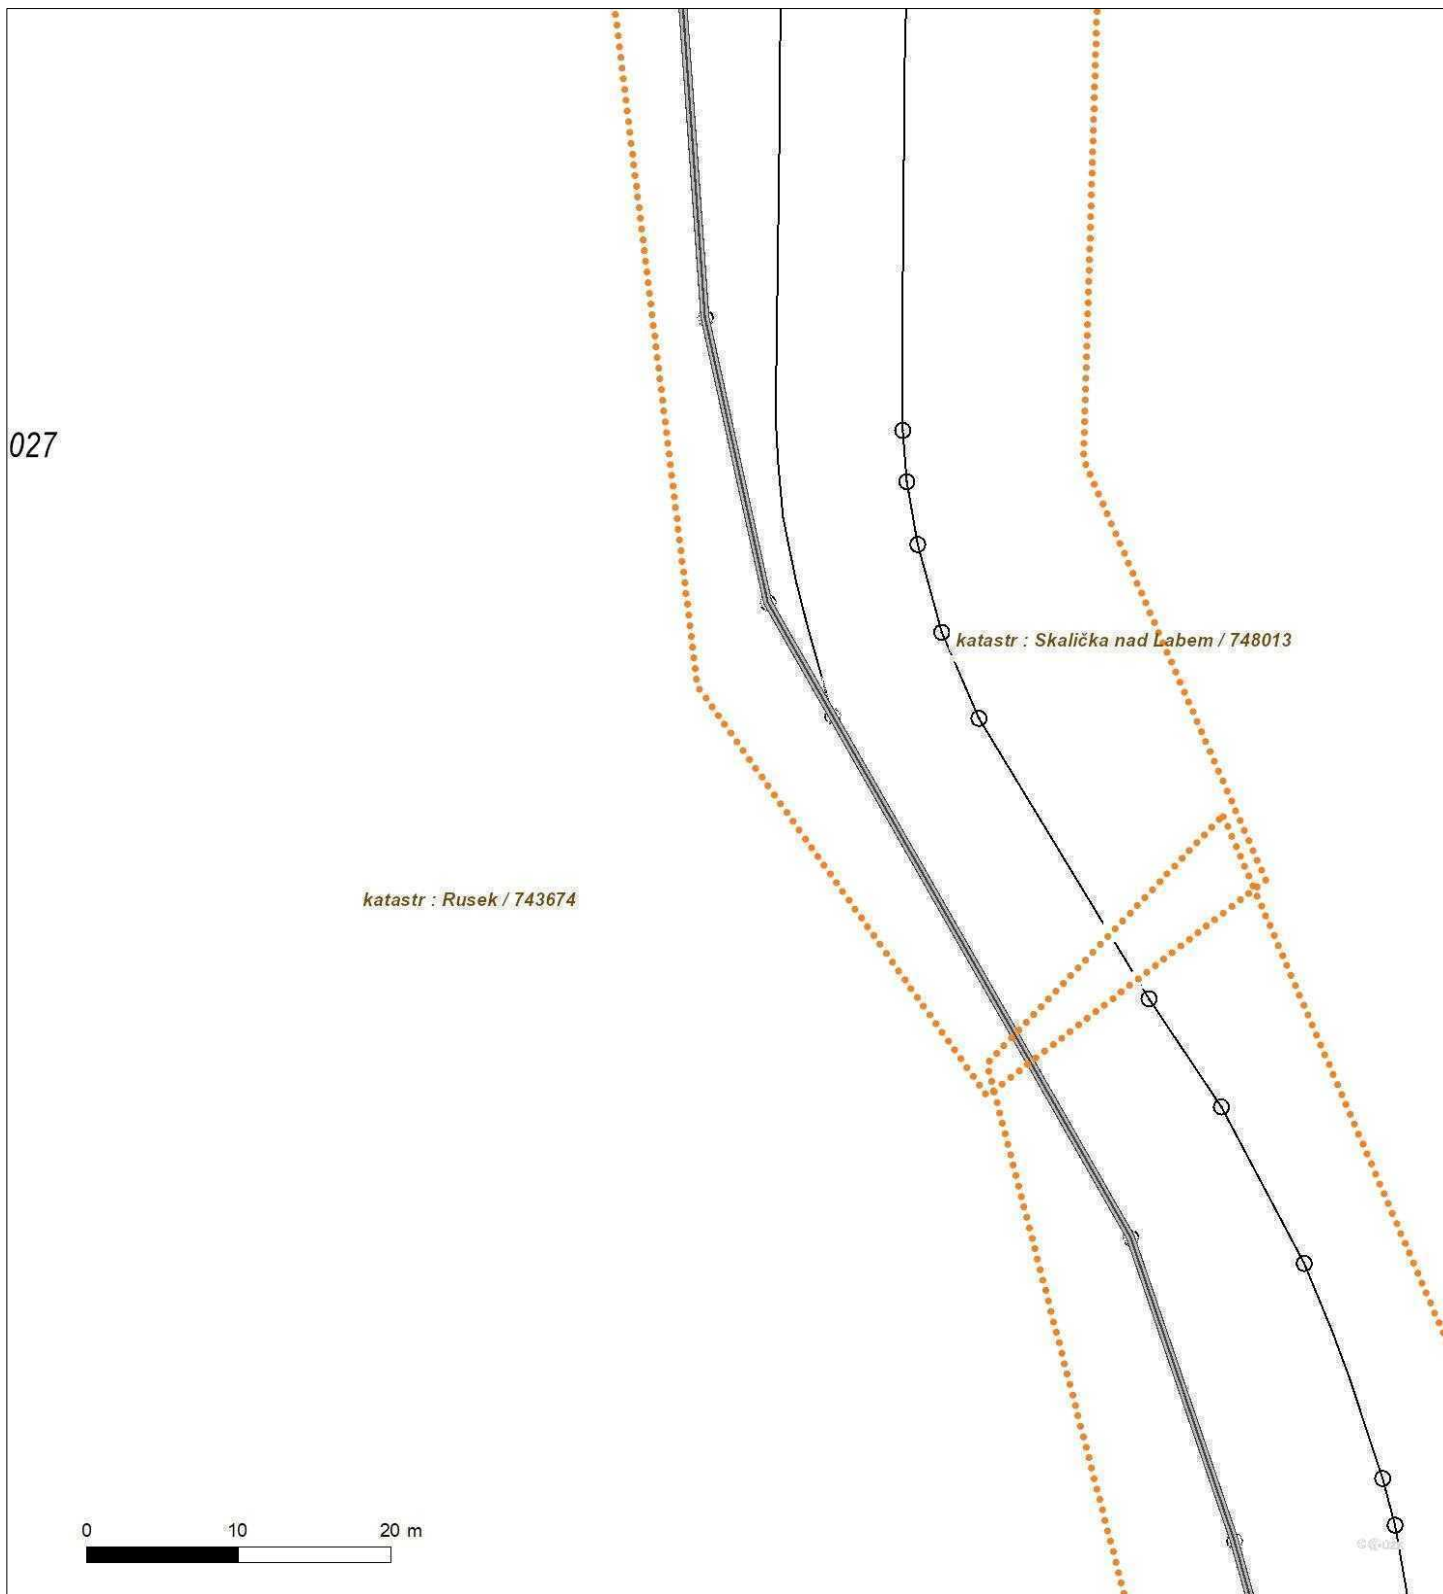 027
katastr : Skalička nad Labem / 748013
katastr : Rusek / 743674
0 10 20 m